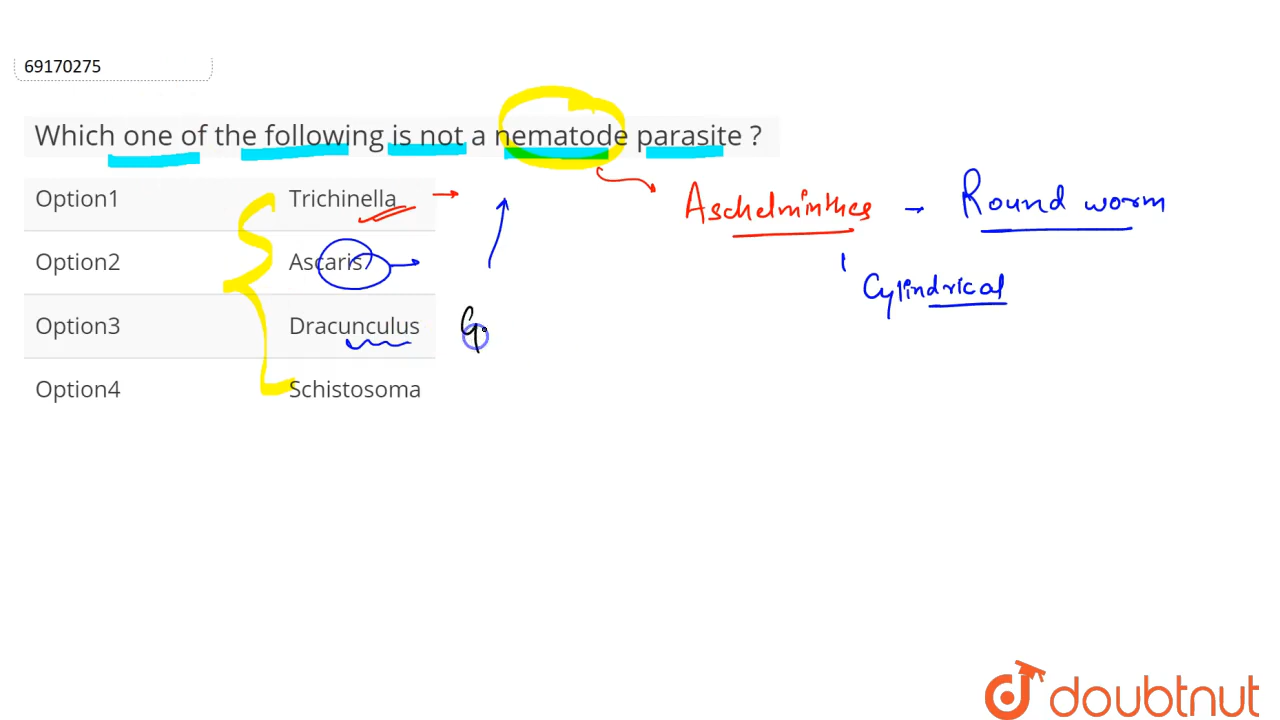 69170275
Which one of the following is not a nematode parasite ?
Option1 Trichinella
Aschelminthes - Round worm
Option2 Ascaris
Cylindrical
Option3 Dracunculus
Option4 Schistosoma
doubtnut